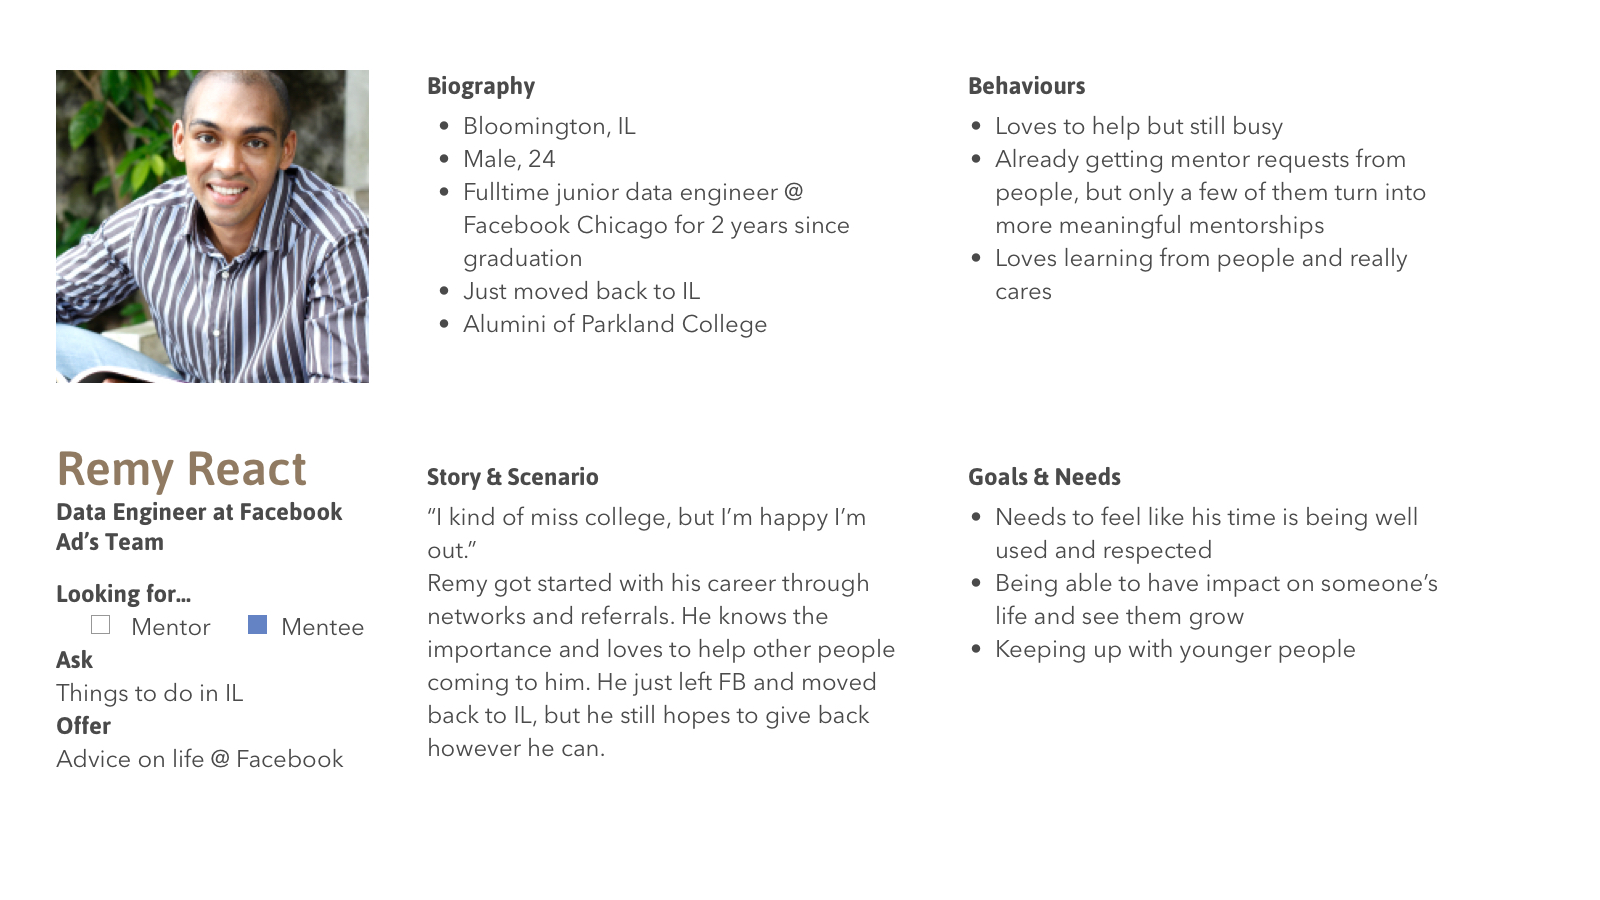 Biography
• Bloomington, IL
• Male, 24
• Fulltime junior data engineer @
Facebook Chicago for 2 years since
graduation
• Just moved back to IL
• Alumini of Parkland College
Behaviours
• Loves to help but still busy
• Already getting mentor requests from
people, but only a few of them turn into
more meaningful mentorships
• Loves learning from people and really
cares
Remy React
Data Engineer at Facebook
Ad’s Team
Looking for...
Mentor Mentee
Ask
Things to do in IL
Offer
Advice on life @ Facebook
Story & Scenario
“I kind of miss college, but I’m happy I’m
out.”
Remy got started with his career through
networks and referrals. He knows the
importance and loves to help other people
coming to him. He just left FB and moved
back to IL, but he still hopes to give back
however he can.
Goals & Needs
• Needs to feel like his time is being well
used and respected
• Being able to have impact on someone’s
life and see them grow
• Keeping up with younger people